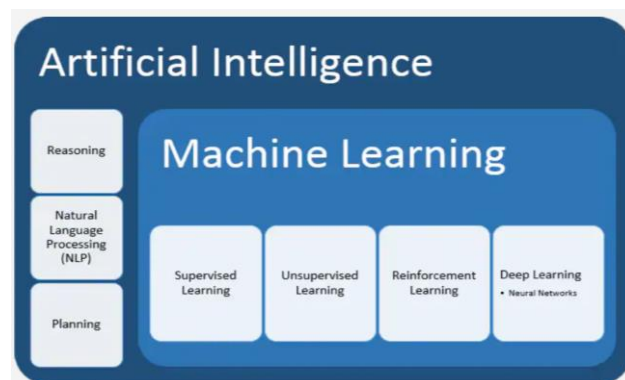 Artificial Intelligence
Reasoning
Natural
Language
Processing
(NLP)
Planning
Machine Learning
Supervised
Learning
Unsupervised
Learning
Reinforcement
Learning
Deep Learning
• Neural Networks